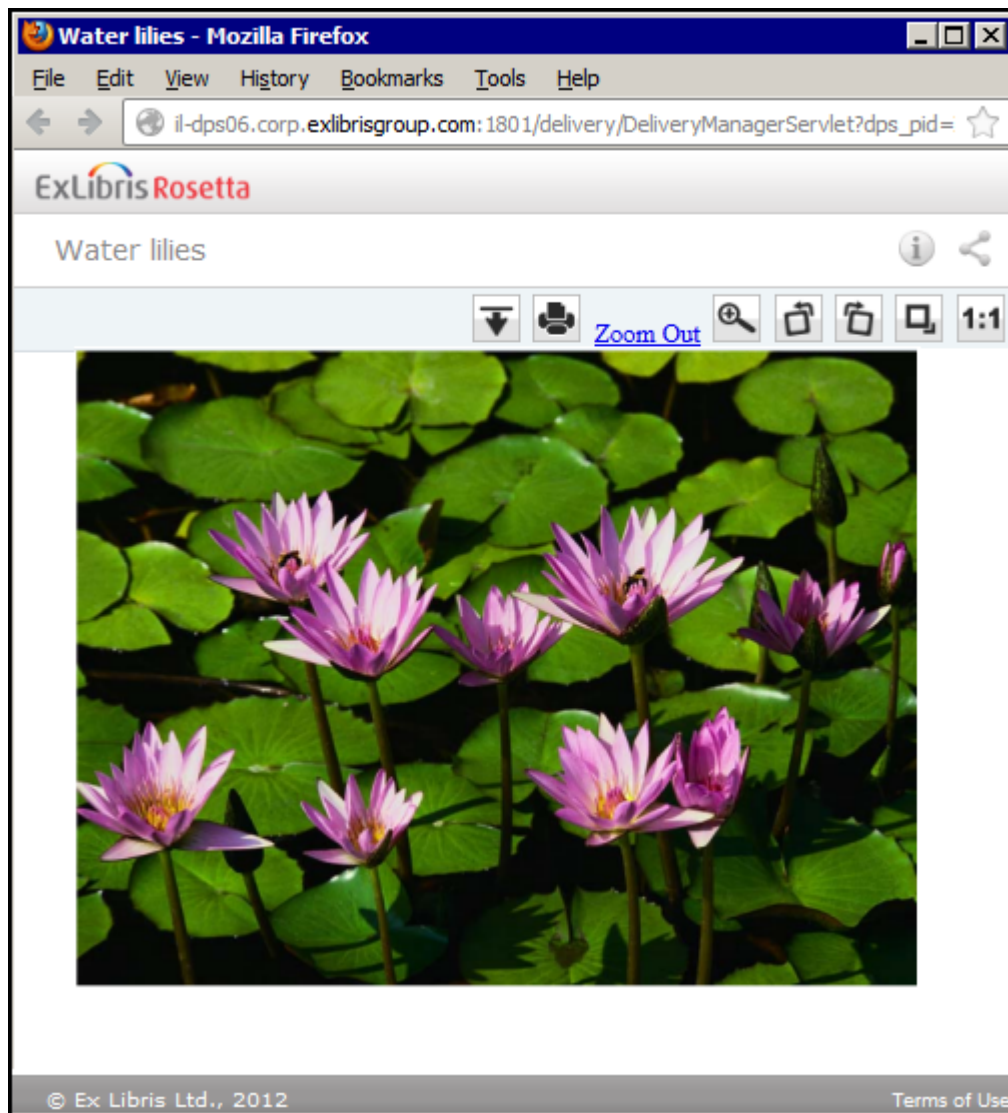 Water lilies - Mozilla Firefox
File Edit View History Bookmarks Tools Help
il-dps06.corp.exlibrisgroup.com:1801/delivery/DeliveryManagerServlet?dps_pid=
ExLibris Rosetta
Water lilies
Zoom Out 1:1
© Ex Libris Ltd., 2012 Terms of Use